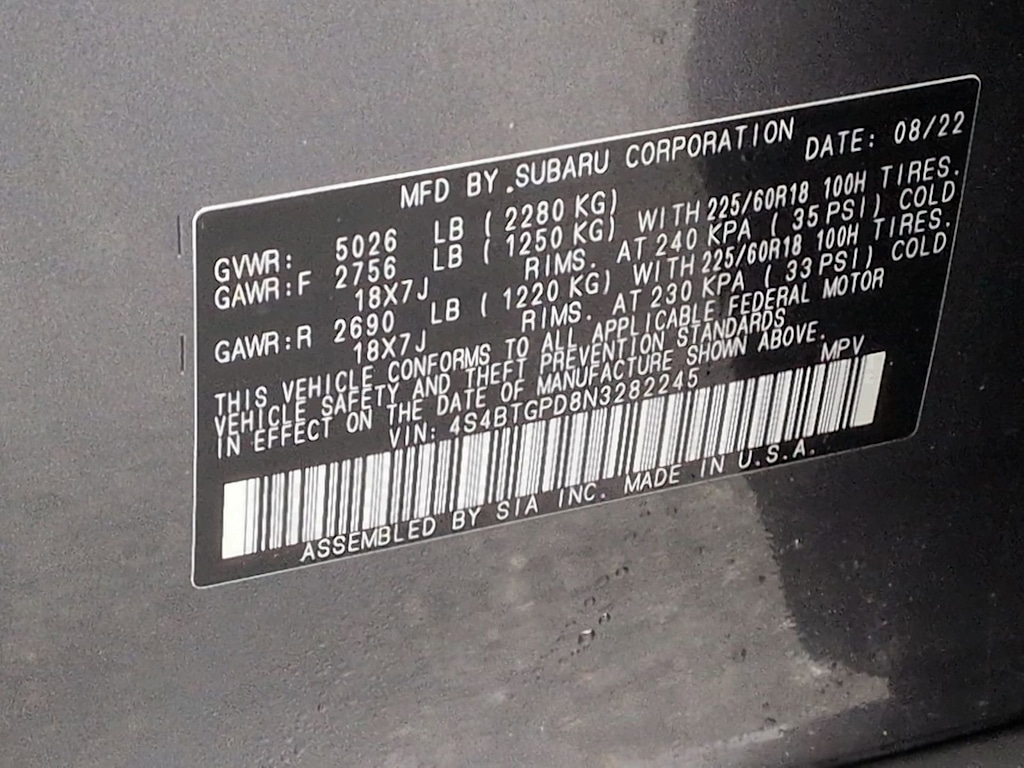 MFD BY.SUBARU CORPORATION DATE: 08/22
GVWR: 5026 LB ( 2280 KG)
GAWR:F 2756 LB ( 1250 KG) WITH 225/60R18 100H TIRES.
18X7J RIMS. AT 240 KPA ( 35 PSI) COLD
GAWR:R 2690 LB ( 1220 KG) WITH 225/60R18 100H TIRES.
18X7J RIMS. AT 230 KPA ( 33 PSI) COLD
THIS VEHICLE CONFORMS TO ALL APPLICABLE FEDERAL MOTOR
VEHICLE SAFETY AND THEFT PREVENTION STANDARDS
IN EFFECT ON THE DATE OF MANUFACTURE SHOWN ABOVE.
VIN: 4S4BTGPD8N3282245 MPV
ASSEMBLED BY SIA INC. MADE IN U.S.A.